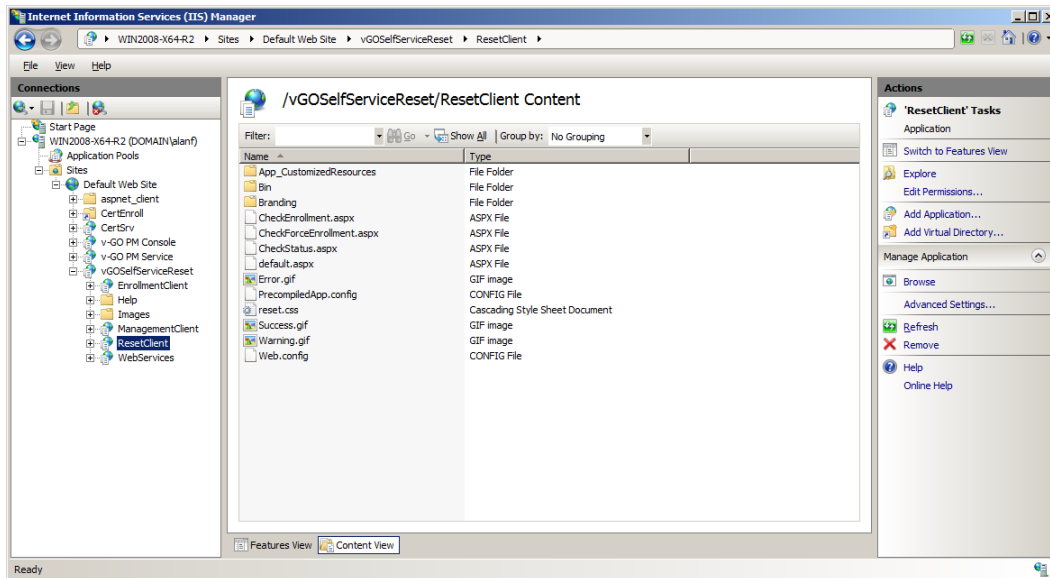 Internet Information Services (IIS) Manager
WIN2008-X64-R2 Sites Default Web Site vGOSelfServiceReset ResetClient
File View Help
Connections
Start Page
WIN2008-X64-R2 (DOMAIN\alanf)
Application Pools
Sites
Default Web Site
aspnet_client
CertEnroll
CertSrv
v-GO PM Console
v-GO PM Service
vGOSelfServiceReset
EnrollmentClient
Help
Images
ManagementClient
ResetClient
WebServices
/vGOSelfServiceReset/ResetClient Content
Filter: Go Show All Group by: No Grouping
Name Type
App_CustomizedResources File Folder
Bin File Folder
Branding File Folder
CheckEnrollment.aspx ASPX File
CheckForceEnrollment.aspx ASPX File
CheckStatus.aspx ASPX File
default.aspx ASPX File
Error.gif GIF image
PrecompiledApp.config CONFIG File
reset.css Cascading Style Sheet Document
Success.gif GIF image
Warning.gif GIF image
Web.config CONFIG File
Features View Content View
Actions
'ResetClient' Tasks
Application
Switch to Features View
Explore
Edit Permissions...
Add Application...
Add Virtual Directory...
Manage Application
Browse
Advanced Settings...
Refresh
Remove
Help
Online Help
Ready